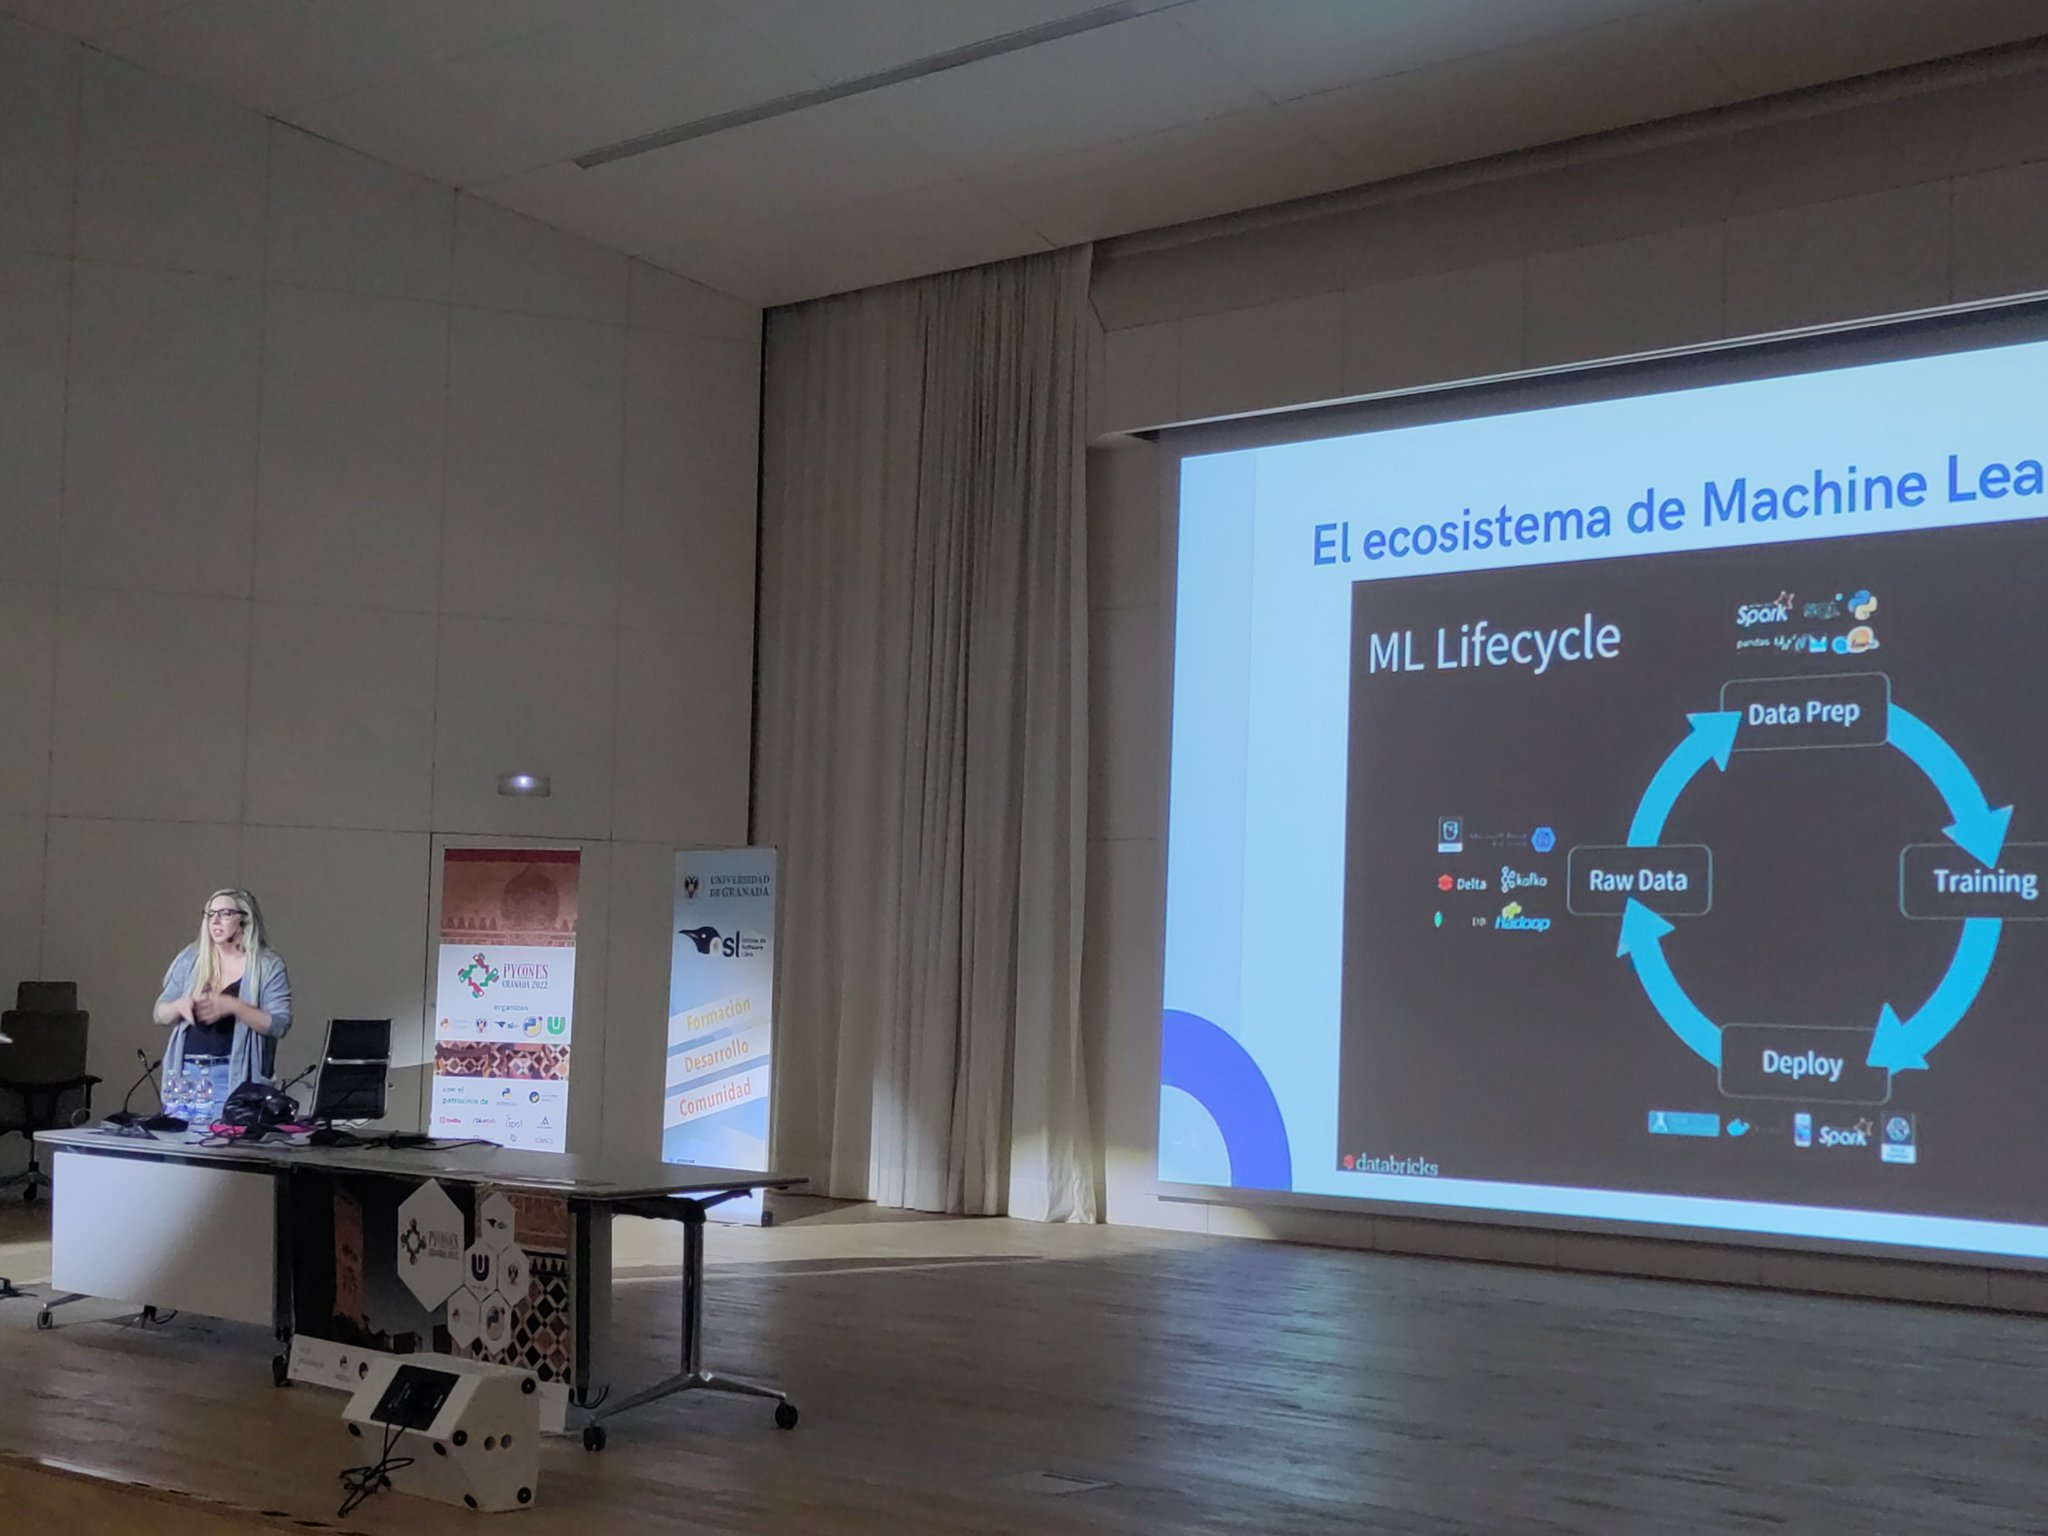 El ecosistema de Machine Lea
ML Lifecycle
Spark
pandas
Data Prep
Raw Data
Training
Delta
kafka
hadoop
Deploy
Spark
databricks
PYCONES
GRANADA 2022
organizan
con el
patrocinio de
UNIVERSIDAD
DE GRANADA
osl
Oficina de
Software
Libre
Formación
Desarrollo
Comunidad
PYCONES
GRANADA 2022